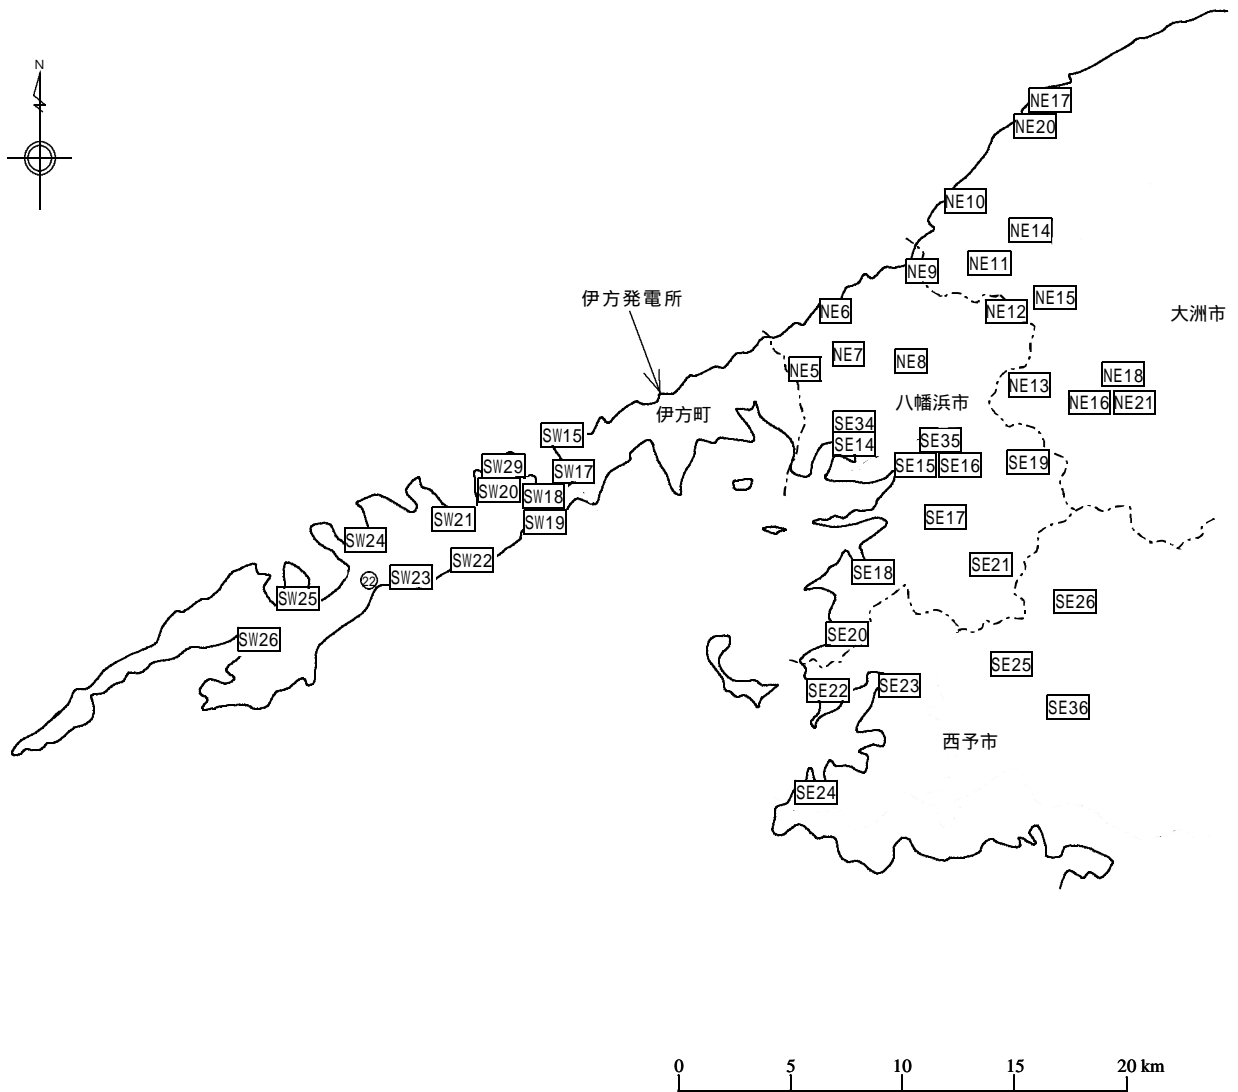 N
NE17
NE20
NE10
NE14
NE9
NE11
伊方発電所
NE6
NE12
NE15
大洲市
NE5
NE7
NE8
NE13
NE18
NE16
NE21
伊方町
八幡浜市
SW15
SE34
SE14
SE35
SW29
SW17
SE15
SE16
SE19
SW20
SW18
SW21
SW19
SE17
SW24
SW22
SE18
SE21
22
SW23
SW25
SE26
SW26
SE20
SE25
SE22
SE23
SE36
西予市
SE24
0 5 10 15 20 km